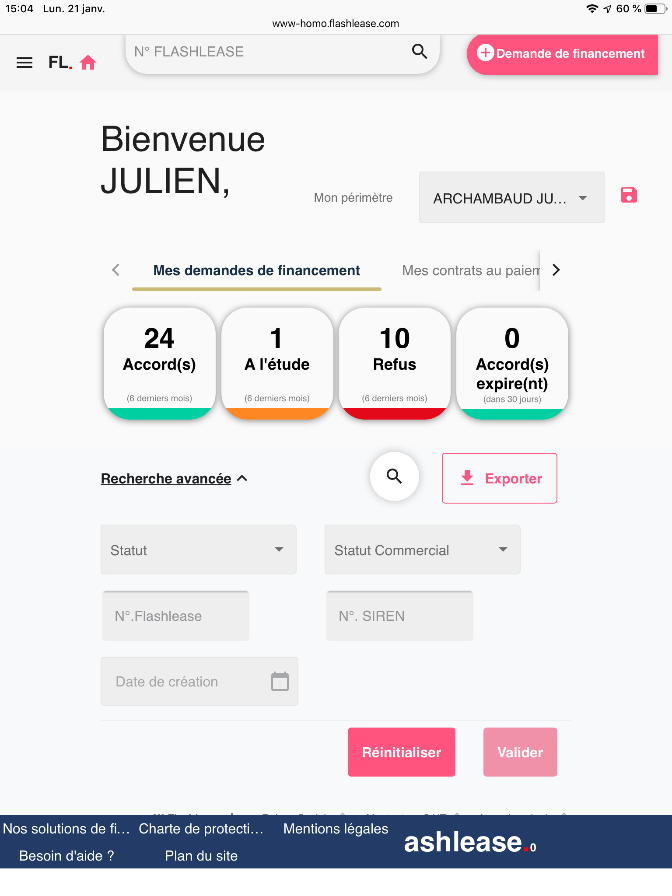 15:04 Lun. 21 janv.
60 %
www-homo.flashlease.com
FL.
N° FLASHLEASE
Demande de financement
Bienvenue
JULIEN,
Mon périmètre
ARCHAMBAUD JU...
Mes demandes de financement
Mes contrats au paiem
24
Accord(s)
(6 derniers mois)
1
A l'étude
(6 derniers mois)
10
Refus
(6 derniers mois)
0
Accord(s)
expire(nt)
(dans 30 jours)
Recherche avancée
Exporter
Statut
Statut Commercial
N°.Flashlease
N°. SIREN
Date de création
Réinitialiser
Valider
Nos solutions de fi...
Charte de protecti...
Mentions légales
ashlease.0
Besoin d'aide ?
Plan du site